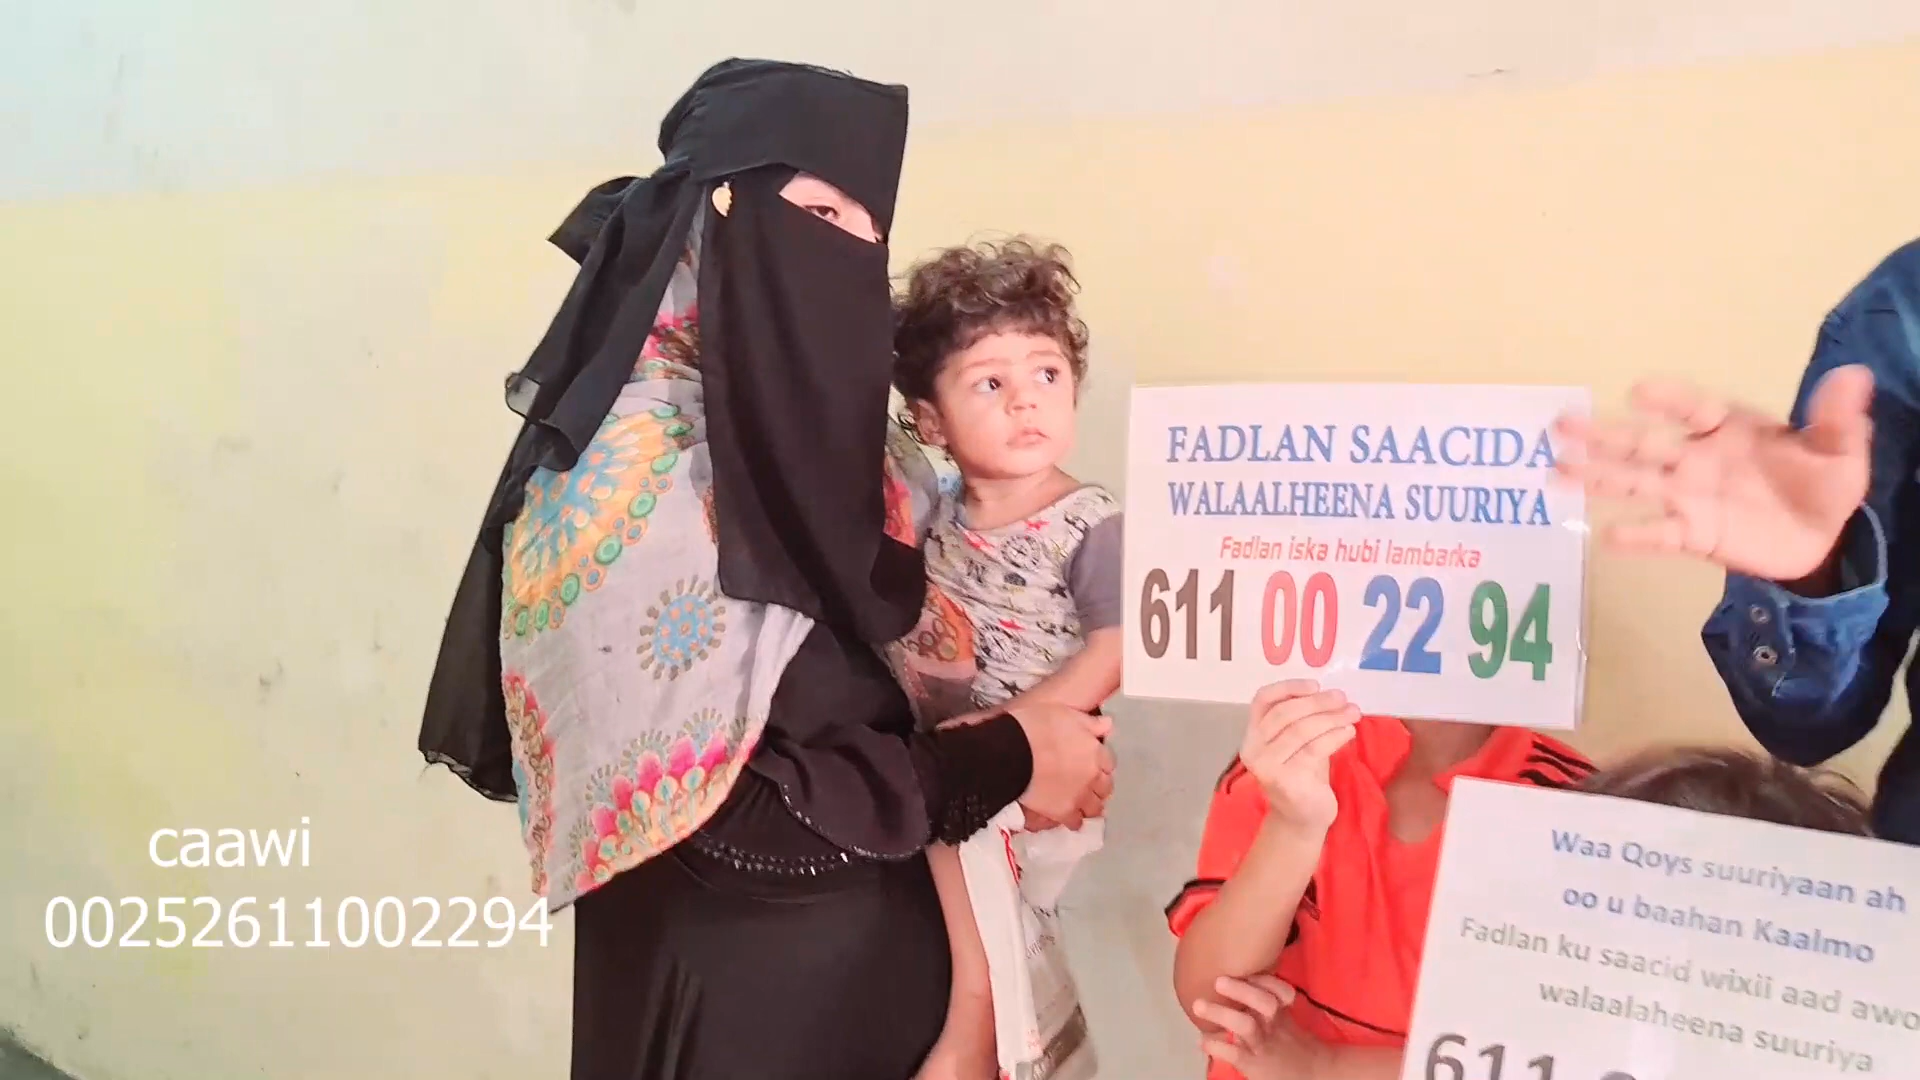 FADLAN SAACIDA
WALAALHEENA SUURIYA
Fadlan iska hubi lambarka
611 00 22 94
Waa Qoys suuriyaan ah
oo u baahan Kaalmo
Fadlan ku saacid wixii aad
walaalaheena suuriya
611
caawi
00252611002294